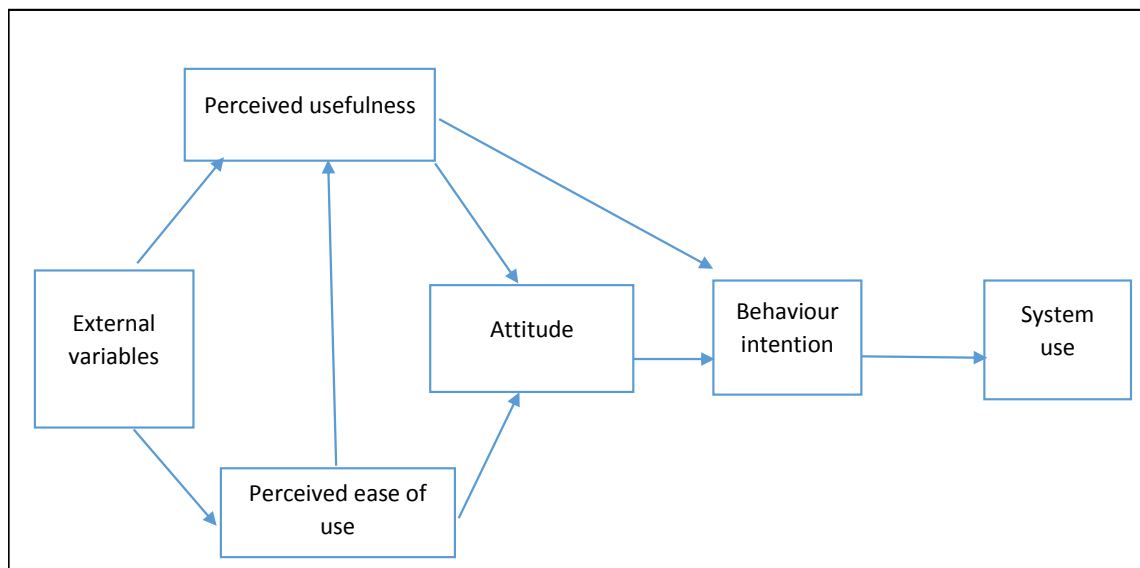 Perceived usefulness
External
variables
Attitude
Behaviour
intention
System
use
Perceived ease of
use